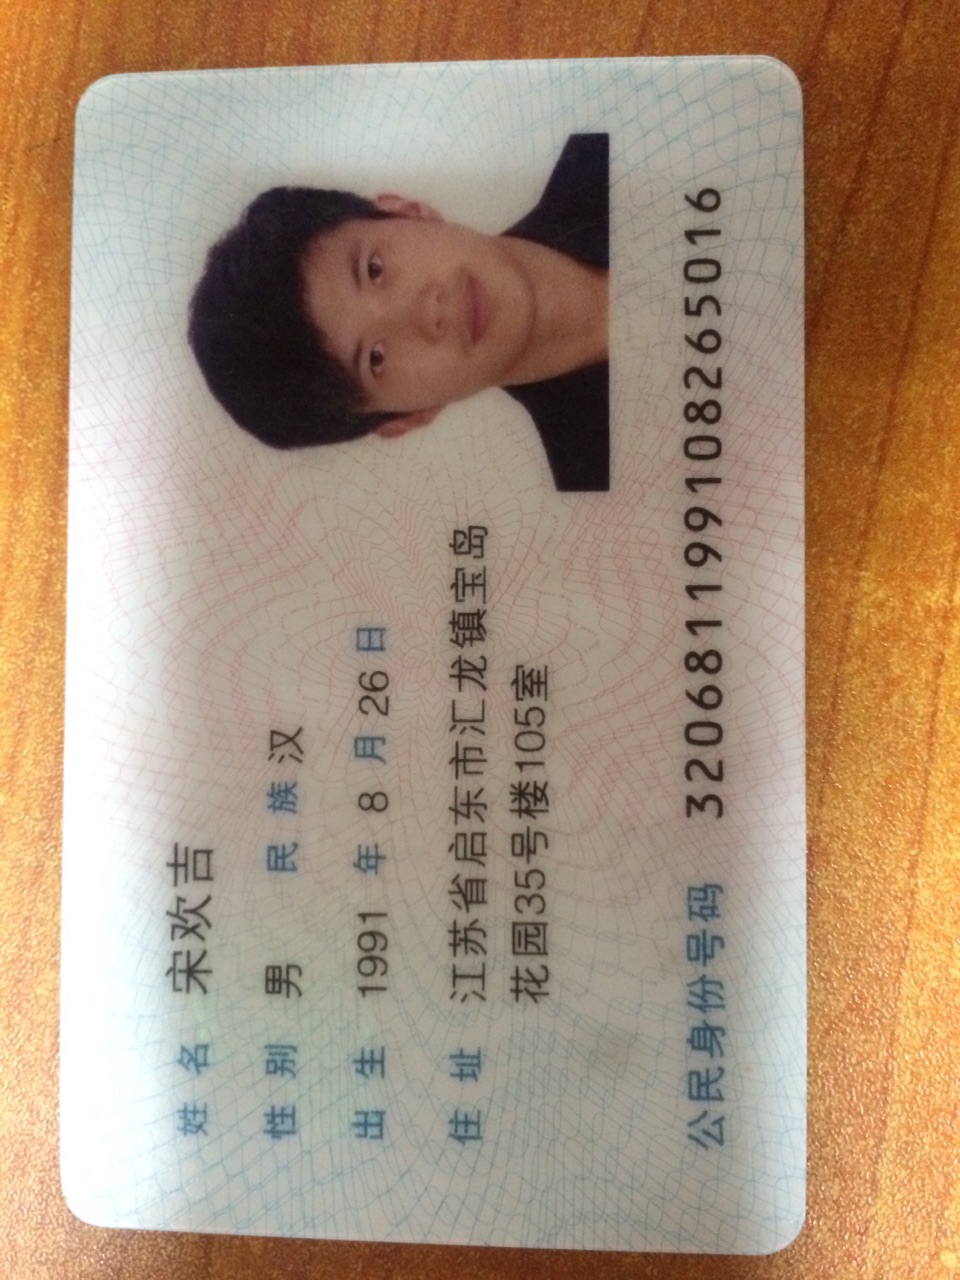 姓名 宋欢吉
性别 男 民族 汉
出生 1991 年 8 月 26 日
住址 江苏省启东市汇龙镇宝岛
花园35号楼105室
公民身份号码 320681199108265016